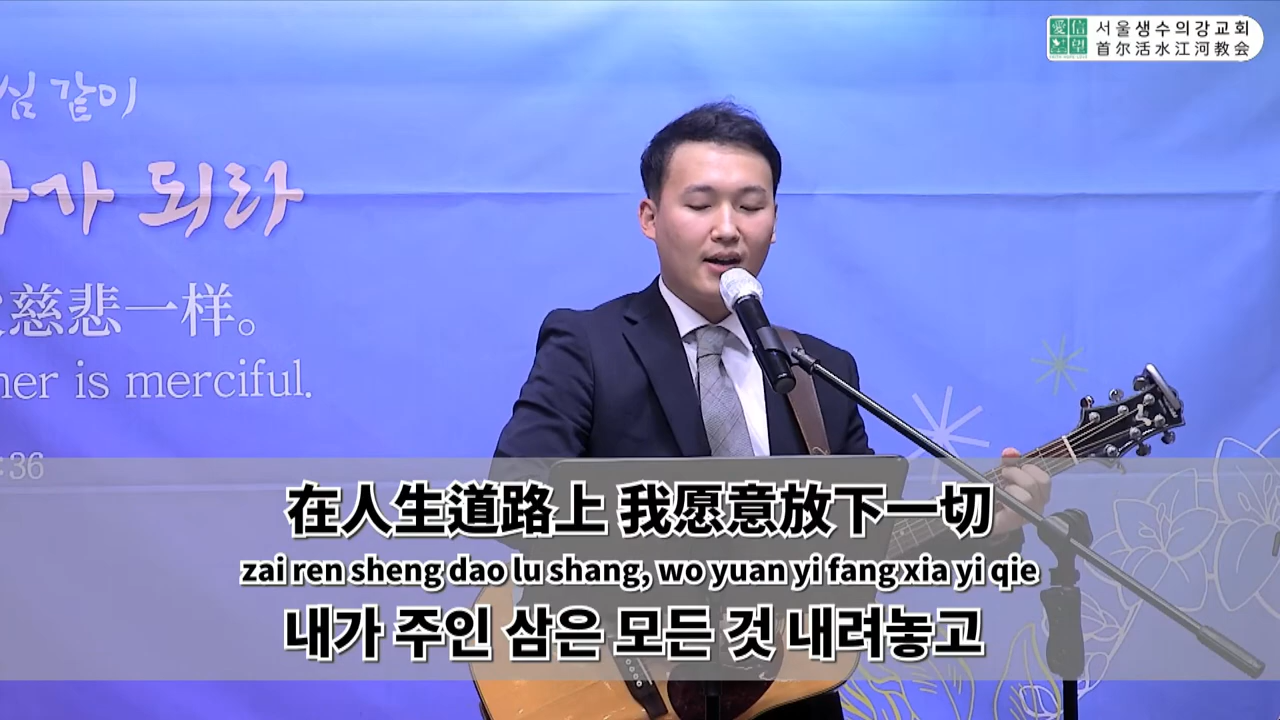 愛 信
望
서울생수의강교회
首尔活水江河教会
심 같이
가 되라
慈悲一样。
her is merciful.
:36
在人生道路上 我愿意放下一切
zai ren sheng dao lu shang, wo yuan yi fang xia yi qie
내가 주인 삼은 모든 것 내려놓고